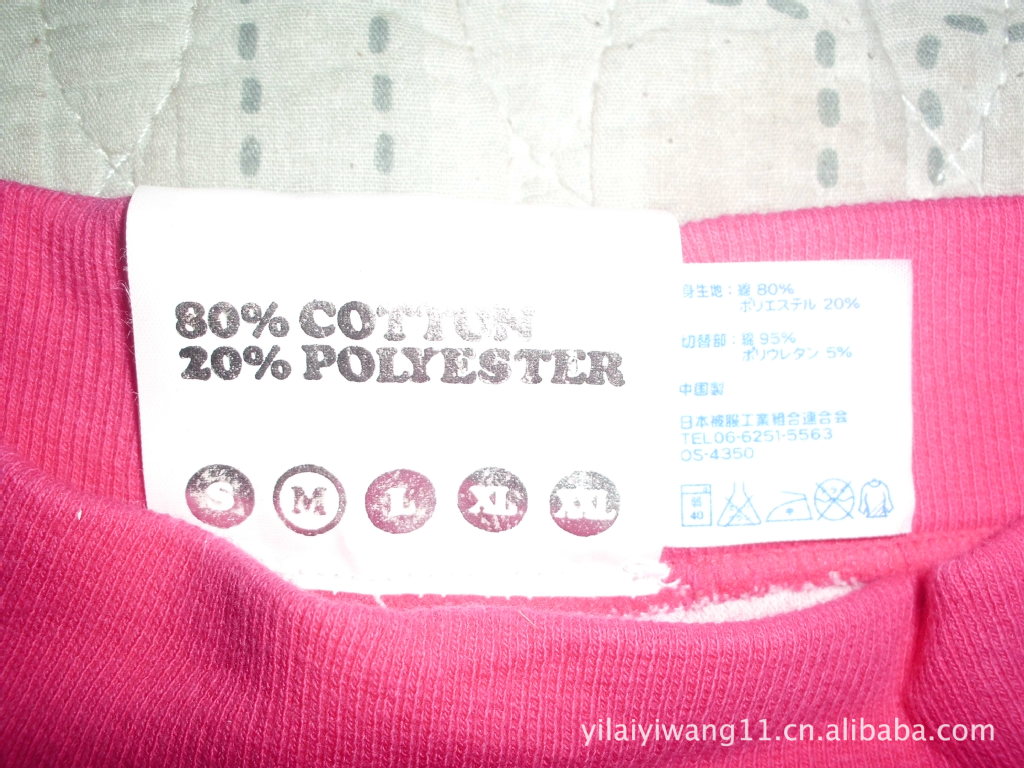 80% COTTON
20% POLYESTER
S M L XL XXL
身生地：綿 80%
ポリエステル 20%
切替部：綿 95%
ポリウレタン 5%
中国製
日本被服工業組合連合会
TEL06-6251-5563
OS-4350
40
yilaiyiwang11.cn.alibaba.com